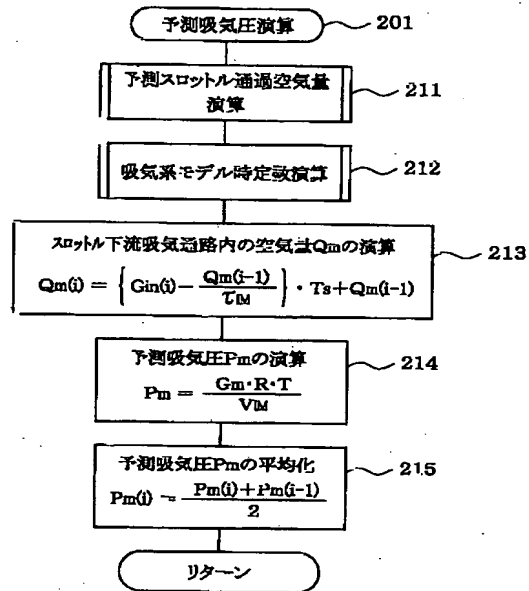 予測吸気圧演算
201
予測スロットル通過空気量
演算
211
吸気系モデル時定数演算
212
スロットル下流吸気通路内の空気量Qmの演算
Qm(i) = { Gin(i) − Qm(i-1) / τIM } · Ts+Qm(i-1)
213
予測吸気圧Pmの演算
Pm = Gm·R·T / VIM
214
予測吸気圧Pmの平均化
Pm(i) = Pm(i)+Pm(i-1) / 2
215
リターン